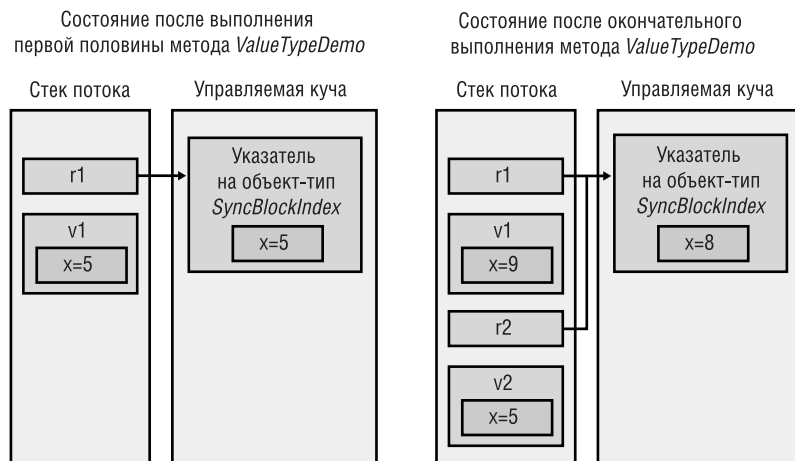 Состояние после выполнения
первой половины метода ValueTypeDemo
Стек потока
Управляемая куча
r1
v1
x=5
Указатель
на объект-тип
SyncBlockIndex
x=5
Состояние после окончательного
выполнения метода ValueTypeDemo
Стек потока
Управляемая куча
r1
v1
x=9
r2
v2
x=5
Указатель
на объект-тип
SyncBlockIndex
x=8